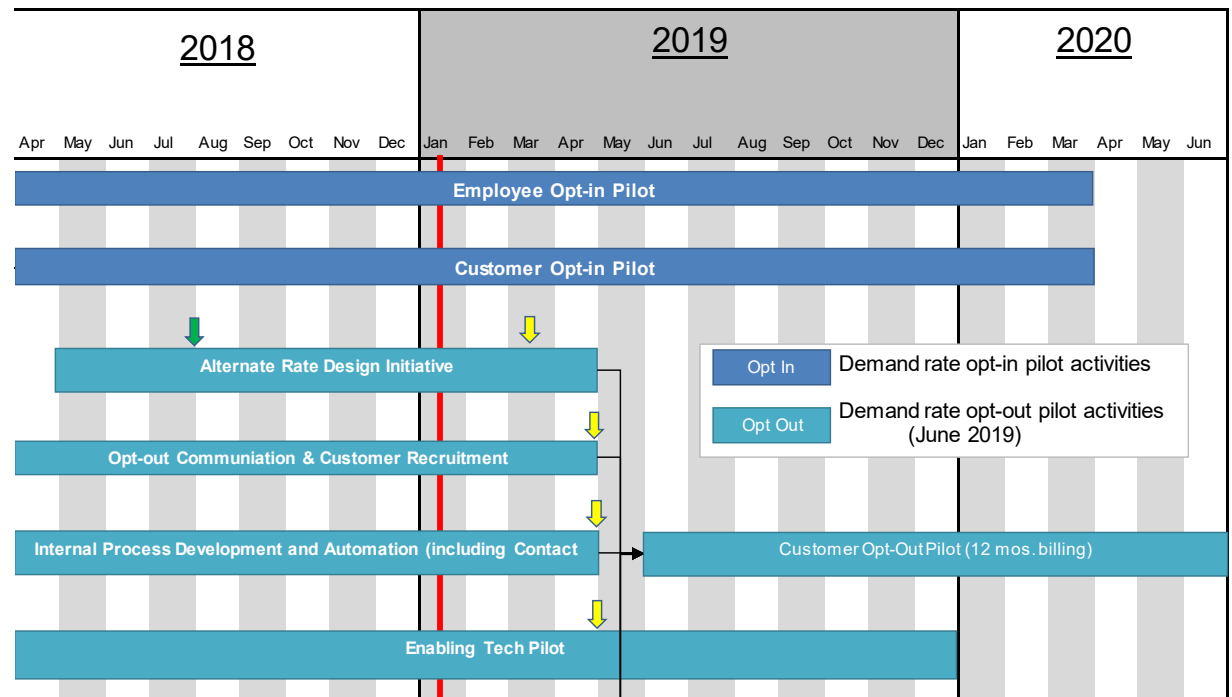 2018 2019 2020
Apr May Jun Jul Aug Sep Oct Nov Dec Jan Feb Mar Apr May Jun Jul Aug Sep Oct Nov Dec Jan Feb Mar Apr May Jun
Employee Opt-in Pilot
Customer Opt-in Pilot
Alternate Rate Design Initiative
Opt In Demand rate opt-in pilot activities
Opt Out Demand rate opt-out pilot activities
(June 2019)
Opt-out Communiation & Customer Recruitment
Internal Process Development and Automation (including Contact
Customer Opt-Out Pilot (12 mos. billing)
Enabling Tech Pilot